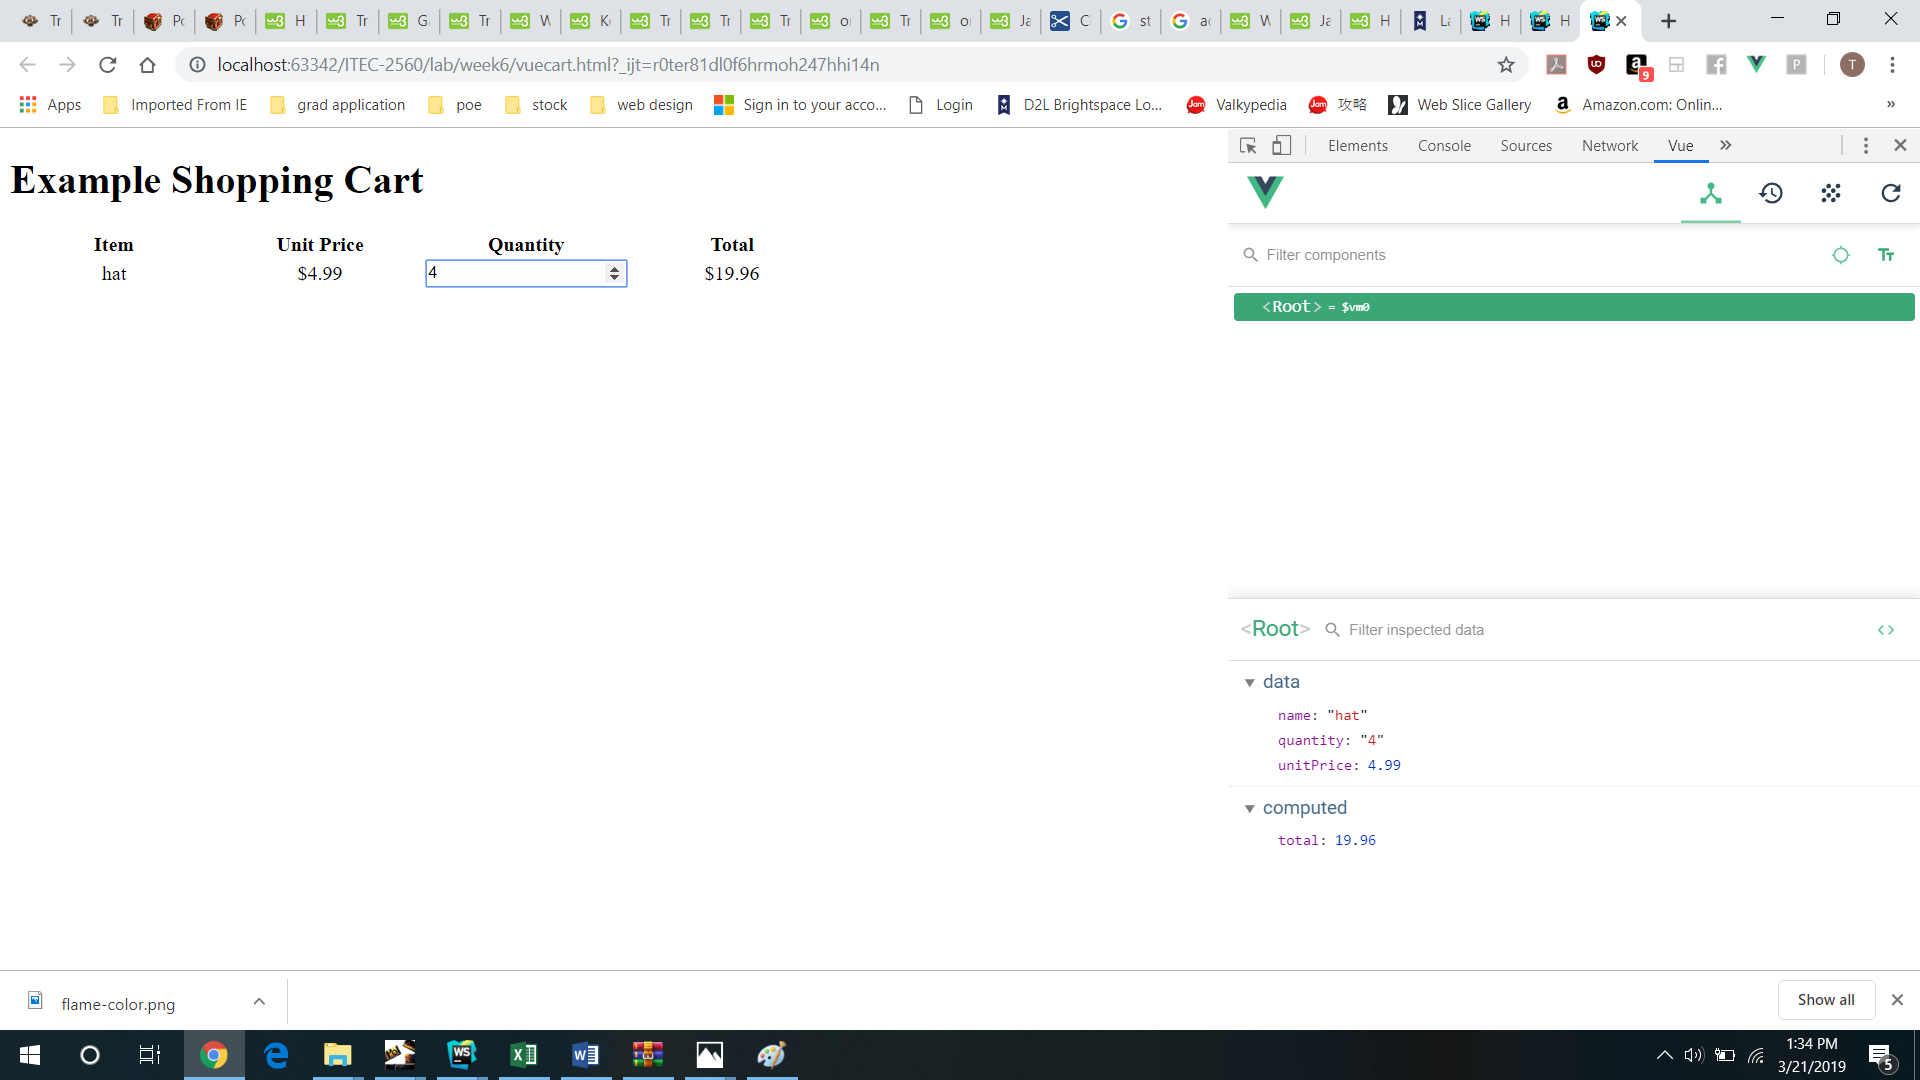 Tr Tr Po Po H Tr G Tr W K Tr Tr Tr o Tr o Ja C st ac W Ja H La H H
localhost:63342/ITEC-2560/lab/week6/vuecart.html?_ijt=r0ter81dl0f6hrmoh247hhi14n
9 P T
Apps Imported From IE grad application poe stock web design Sign in to your acco... Login D2L Brightspace Lo... Valkypedia 攻略 Web Slice Gallery Amazon.com: Onlin... »
Elements Console Sources Network Vue »
Example Shopping Cart
Filter components
Item Unit Price Quantity Total
hat $4.99 4 $19.96
<Root> = $vm0
<Root> Filter inspected data
data
name: "hat"
quantity: "4"
unitPrice: 4.99
computed
total: 19.96
flame-color.png Show all
1:34 PM
3/21/2019
5